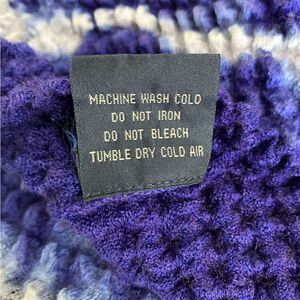 MACHINE WASH COLD
DO NOT IRON
DO NOT BLEACH
TUMBLE DRY COLD AIR